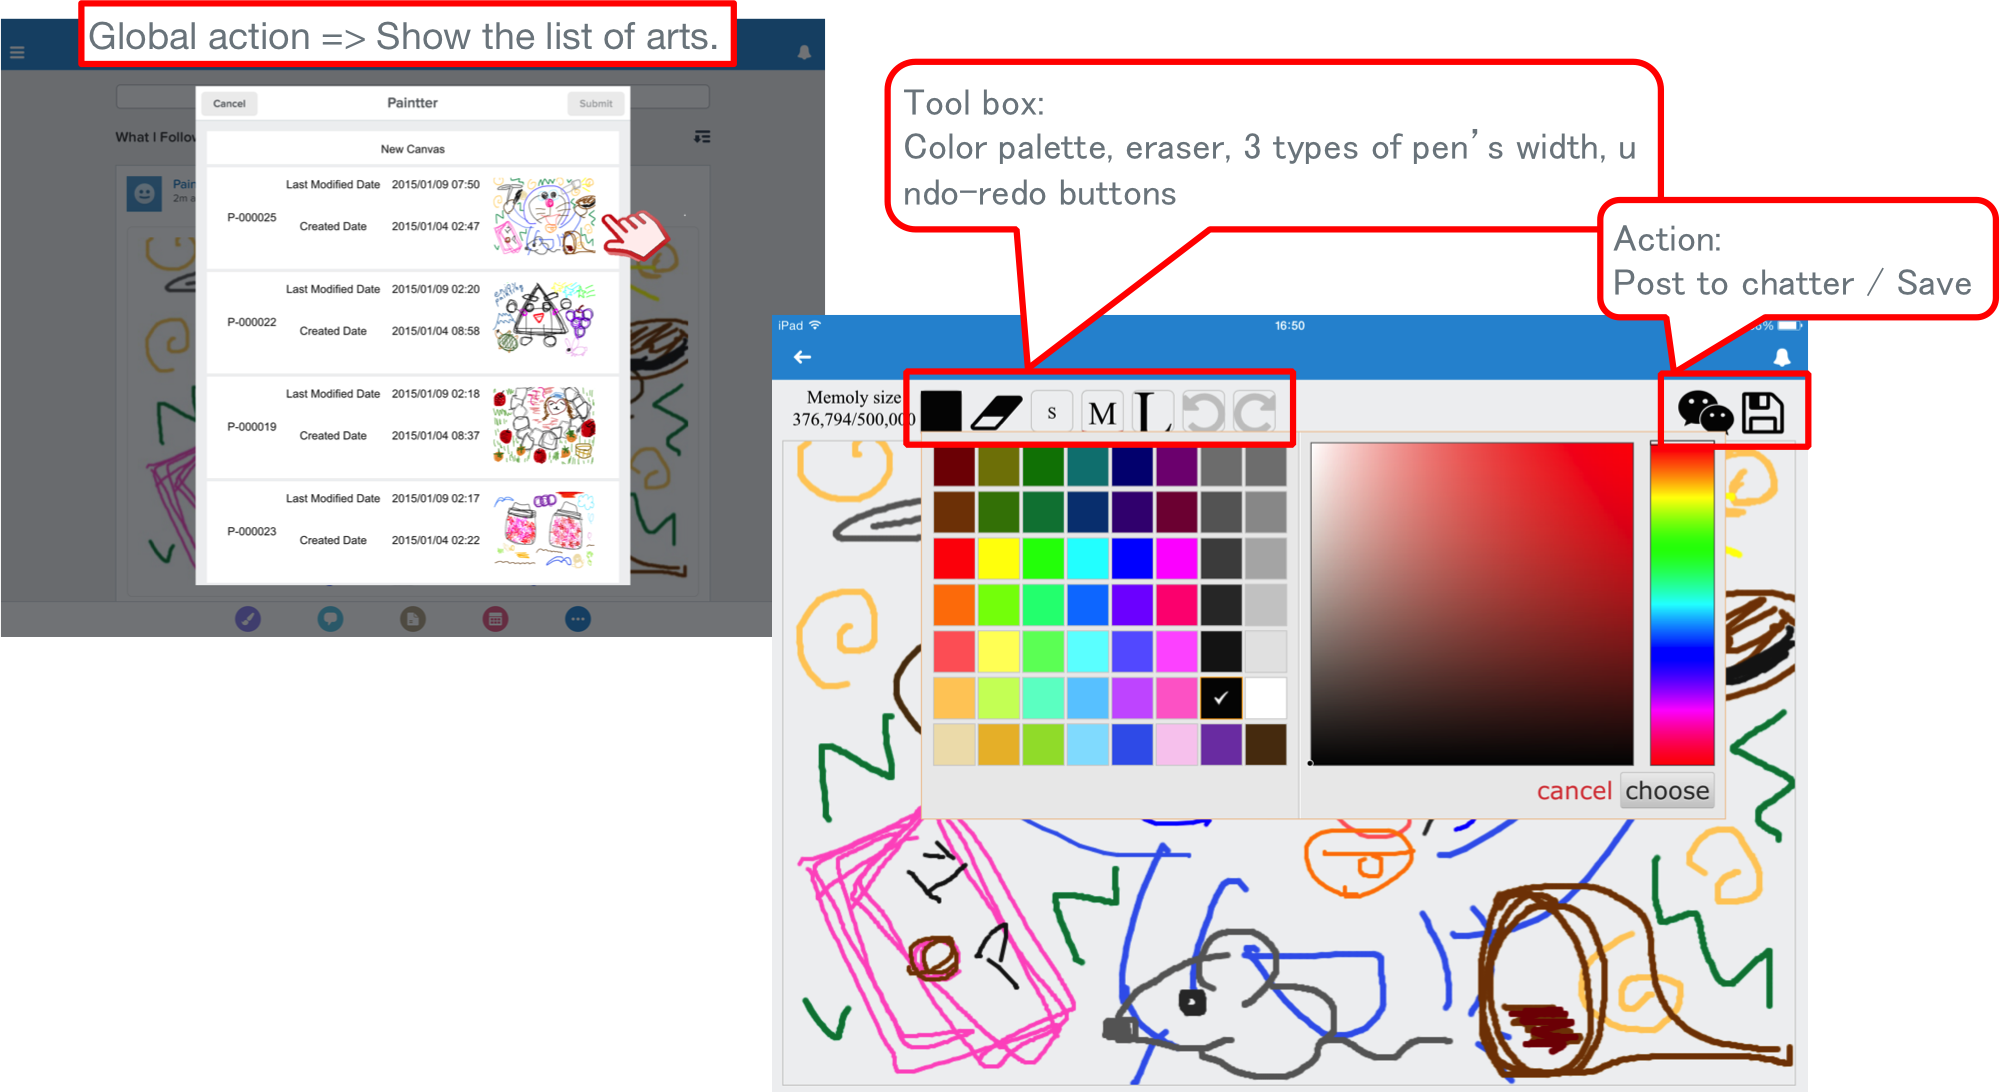 Global action => Show the list of arts.
Cancel
Paintter
Submit
What I Follow
Pain
2m a
New Canvas
Last Modified Date 2015/01/09 07:50
P-000025
Created Date 2015/01/04 02:47
Last Modified Date 2015/01/09 02:20
P-000022
Created Date 2015/01/04 08:58
Last Modified Date 2015/01/09 02:18
P-000019
Created Date 2015/01/04 08:37
Last Modified Date 2015/01/09 02:17
P-000023
Created Date 2015/01/04 02:22
Tool box:
Color palette, eraser, 3 types of pen’s width, u
ndo-redo buttons
Action:
Post to chatter / Save
iPad
16:50
Memoly size
376,794/500,000
S
M
L
cancel
choose